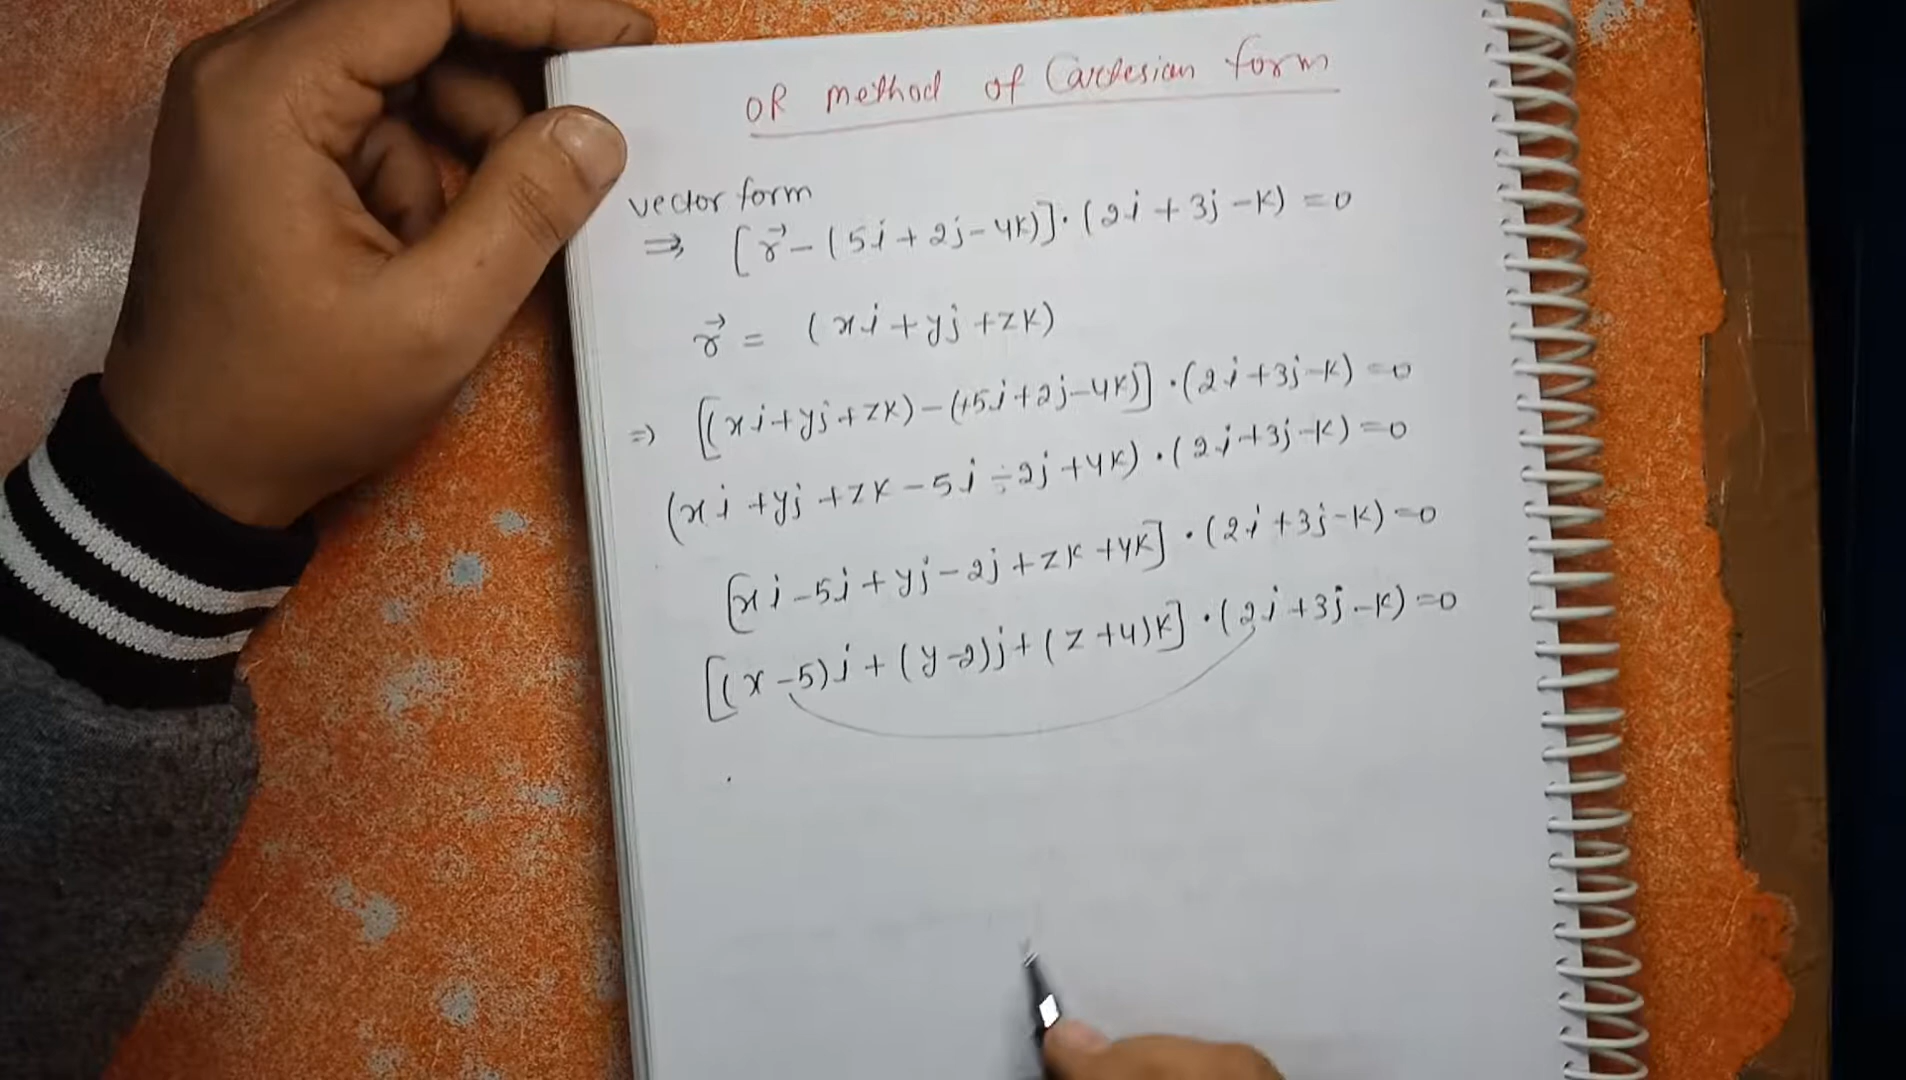 OR method of Cartesian form
vector form
⇒ [r⃗ - (5i + 2j - 4k)]·(2i + 3j - k) = 0
r⃗ = (xi + yj + zk)
⇒ [(xi + yj + zk) - (+5i + 2j - 4k)]·(2i + 3j - k) = 0
(xi + yj + zk - 5i - 2j + 4k)·(2i + 3j - k) = 0
[xi - 5i + yj - 2j + zk + 4k]·(2i + 3j - k) = 0
[(x - 5)i + (y - 2)j + (z + 4)k]·(2i + 3j - k) = 0